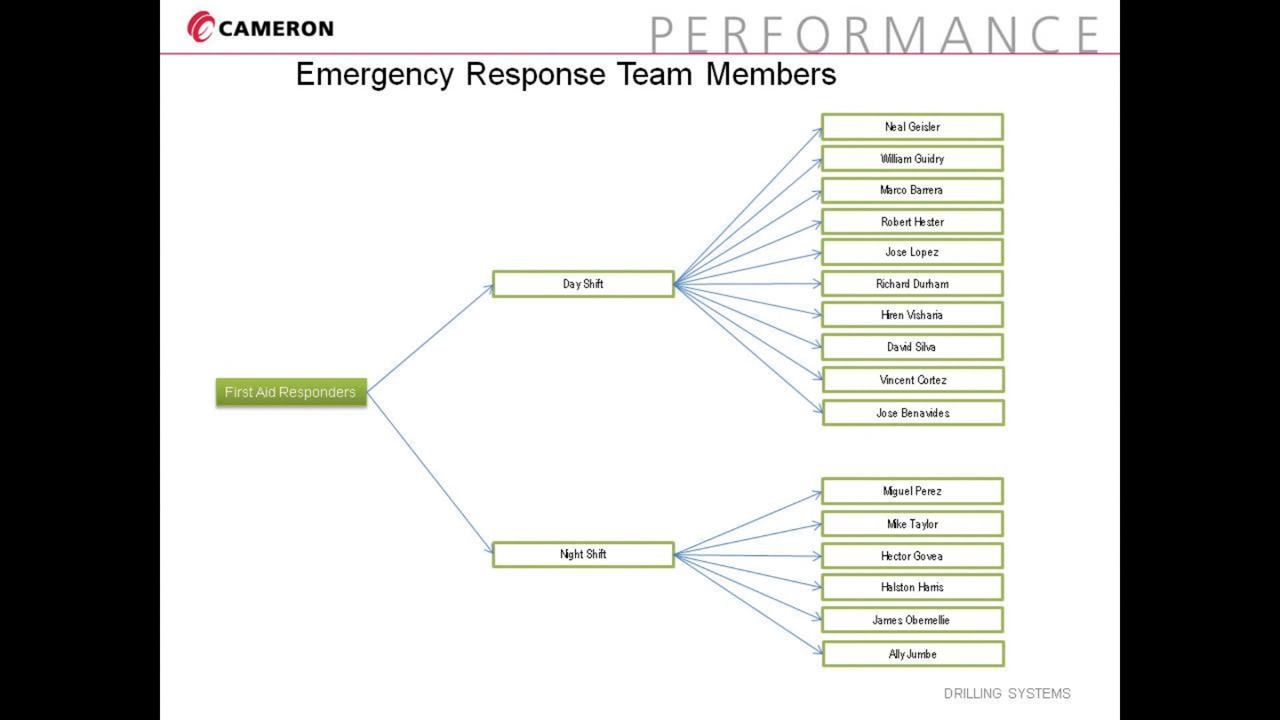 CAMERON
PERFORMANCE
Emergency Response Team Members
First Aid Responders
Day Shift
Neal Geisler
William Guidry
Marco Barrera
Robert Hester
Jose Lopez
Richard Durham
Hiren Visharia
David Silva
Vincent Cortez
Jose Benavides
Night Shift
Miguel Perez
Mike Taylor
Hector Govea
Halston Harris
James Obemellie
Ally Jumbe
DRILLING SYSTEMS